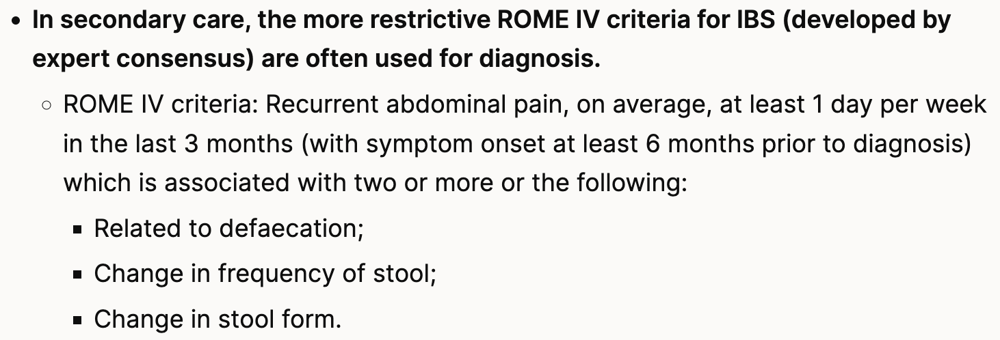 • In secondary care, the more restrictive ROME IV criteria for IBS (developed by
expert consensus) are often used for diagnosis.
◦ ROME IV criteria: Recurrent abdominal pain, on average, at least 1 day per week
in the last 3 months (with symptom onset at least 6 months prior to diagnosis)
which is associated with two or more or the following:
▪ Related to defaecation;
▪ Change in frequency of stool;
▪ Change in stool form.